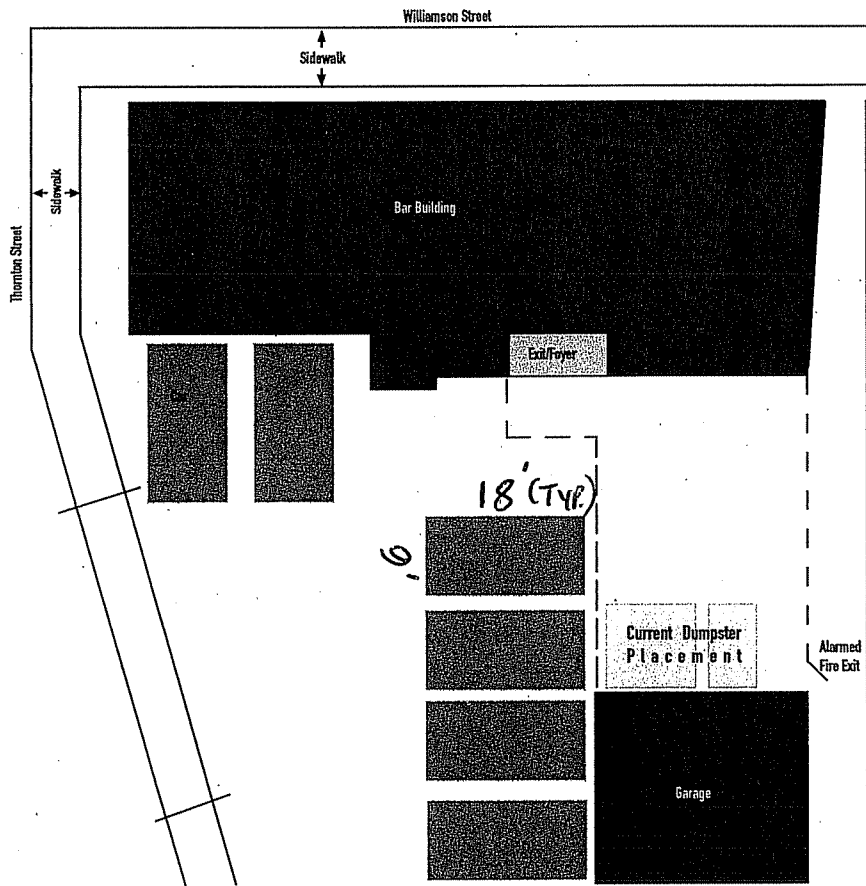 Williamson Street
Sidewalk
Sidewalk
Thornton Street
Bar Building
Exit/Foyer
Car
18' (TYP.)
9'
Current Dumpster
Placement
Alarmed
Fire Exit
Garage